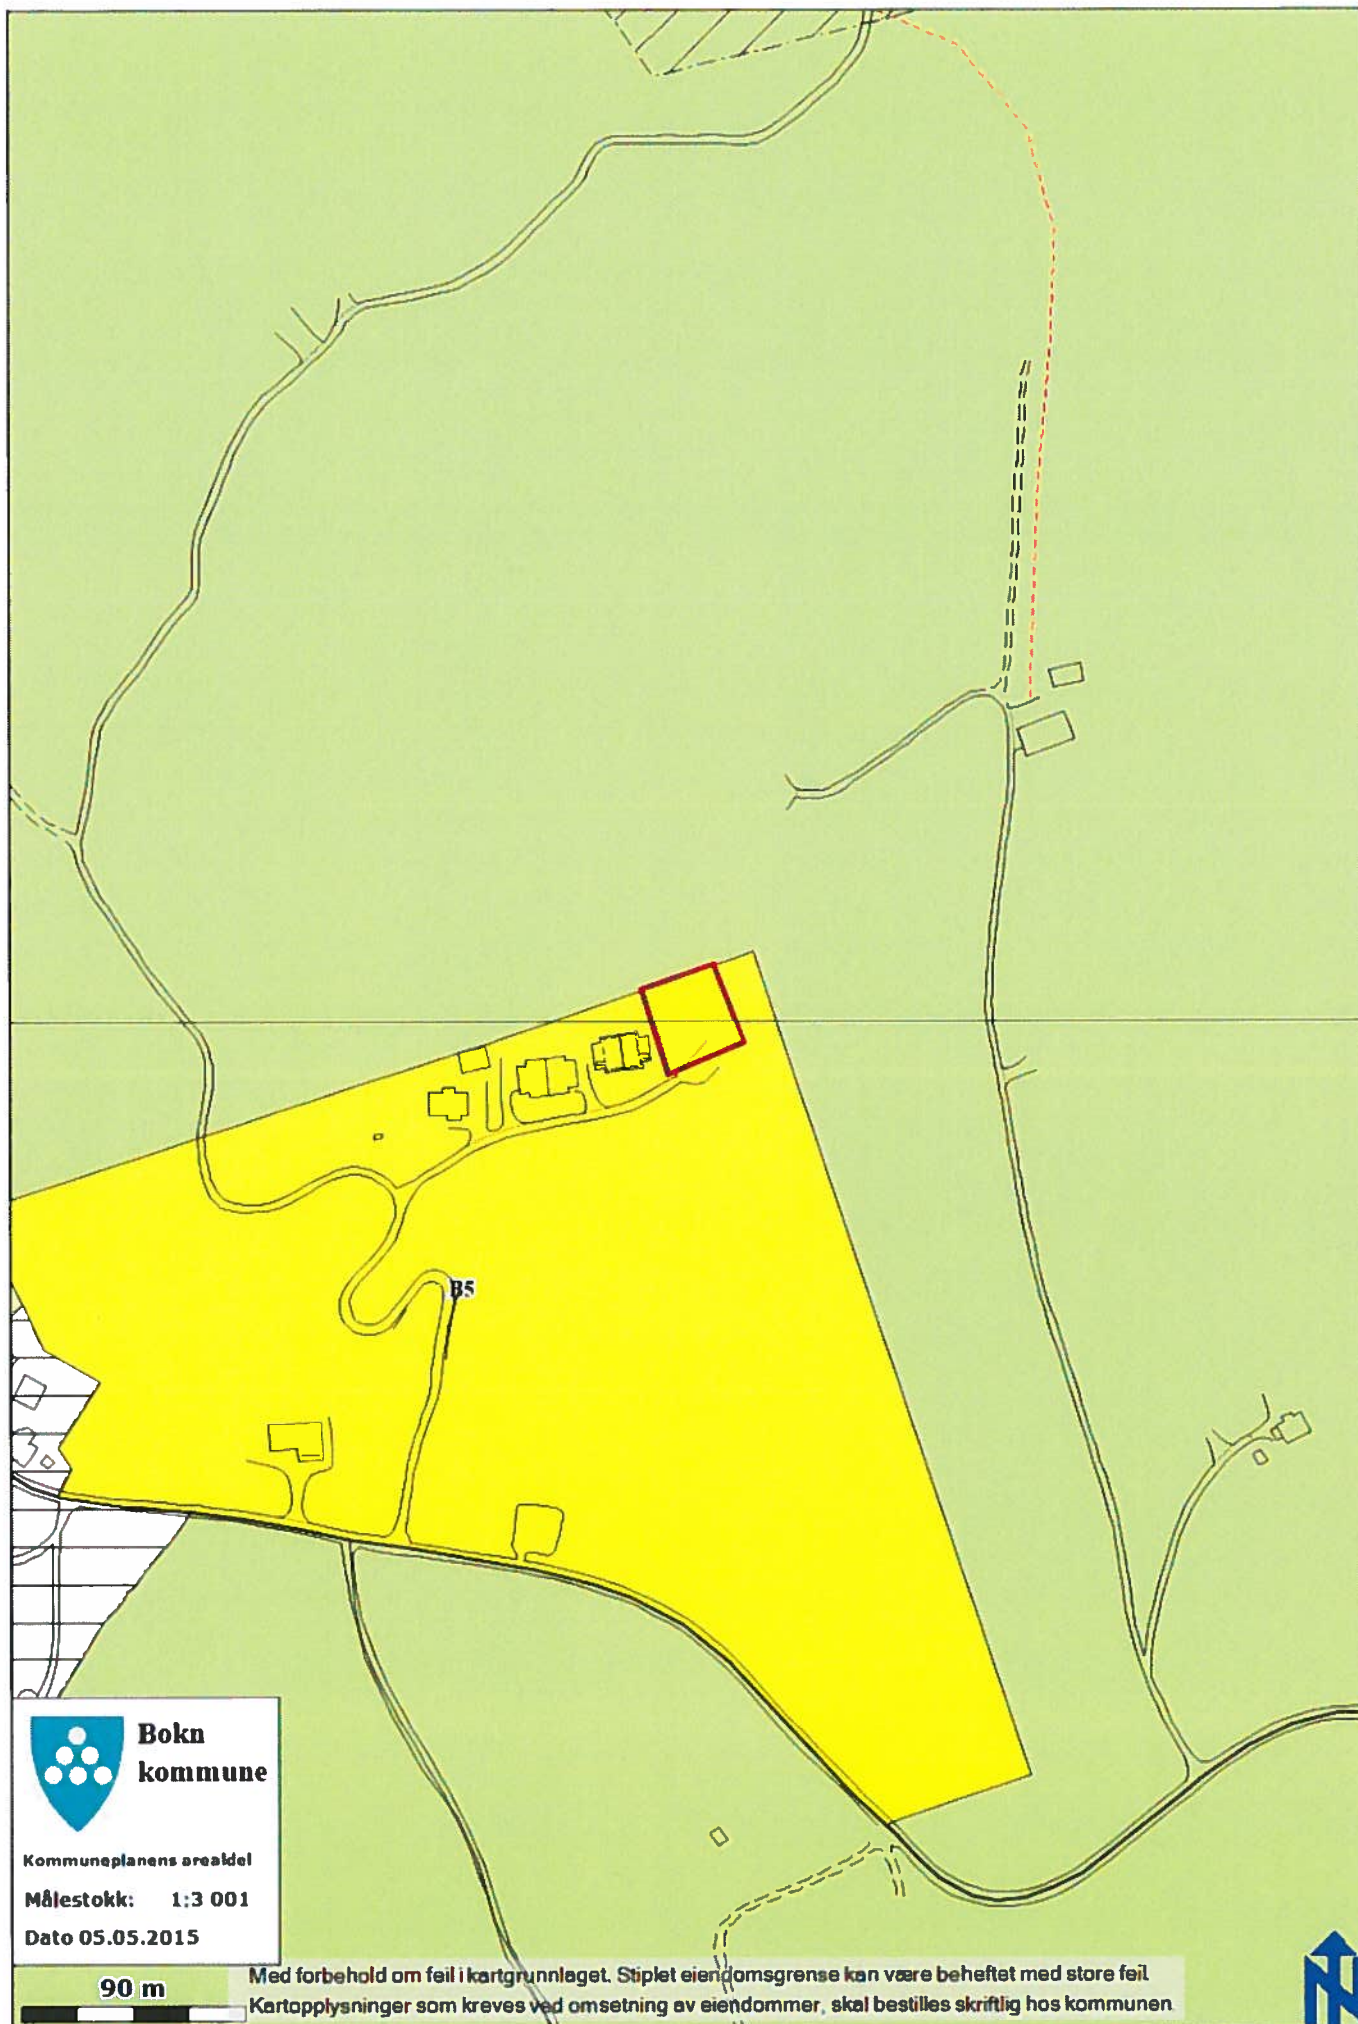 B5
Bokn
kommune
Kommuneplanens arealdel
Målestokk: 1:3 001
Dato 05.05.2015
90 m
Med forbehold om feil i kartgrunnlaget. Stiplet eiendomsgrense kan være beheftet med store feil
Kartopplysninger som kreves ved omsetning av eiendommer, skal bestilles skriftlig hos kommunen
N